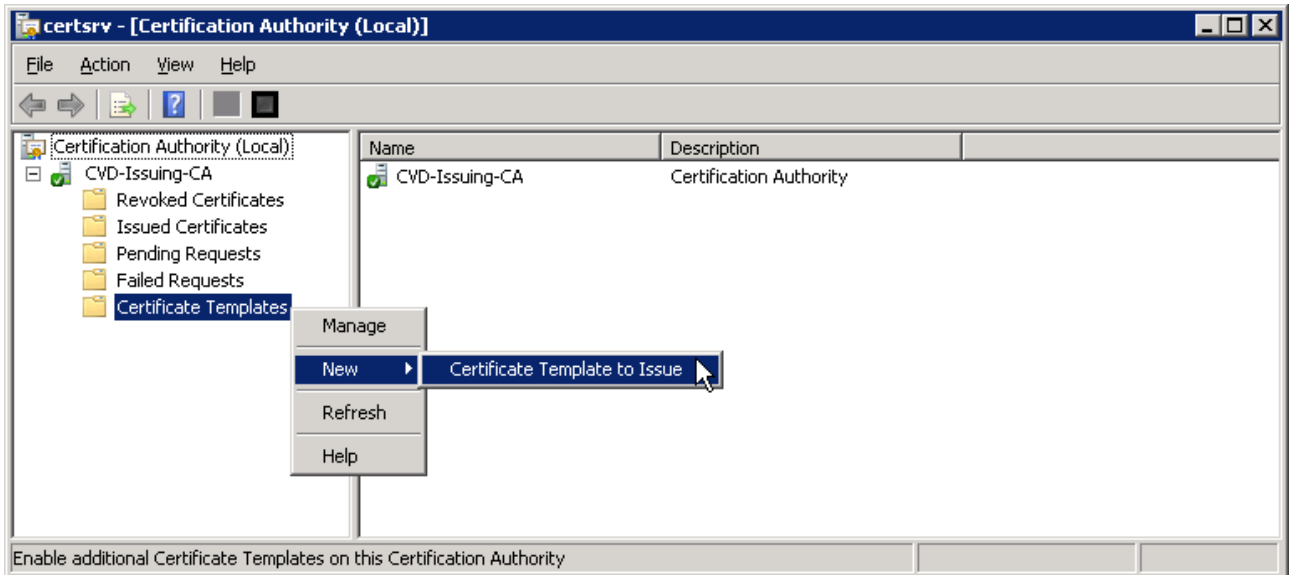 certsrv - [Certification Authority (Local)]
File Action View Help
Certification Authority (Local)
CVD-Issuing-CA
Revoked Certificates
Issued Certificates
Pending Requests
Failed Requests
Certificate Templates
Name Description
CVD-Issuing-CA Certification Authority
Manage
New Certificate Template to Issue
Refresh
Help
Enable additional Certificate Templates on this Certification Authority